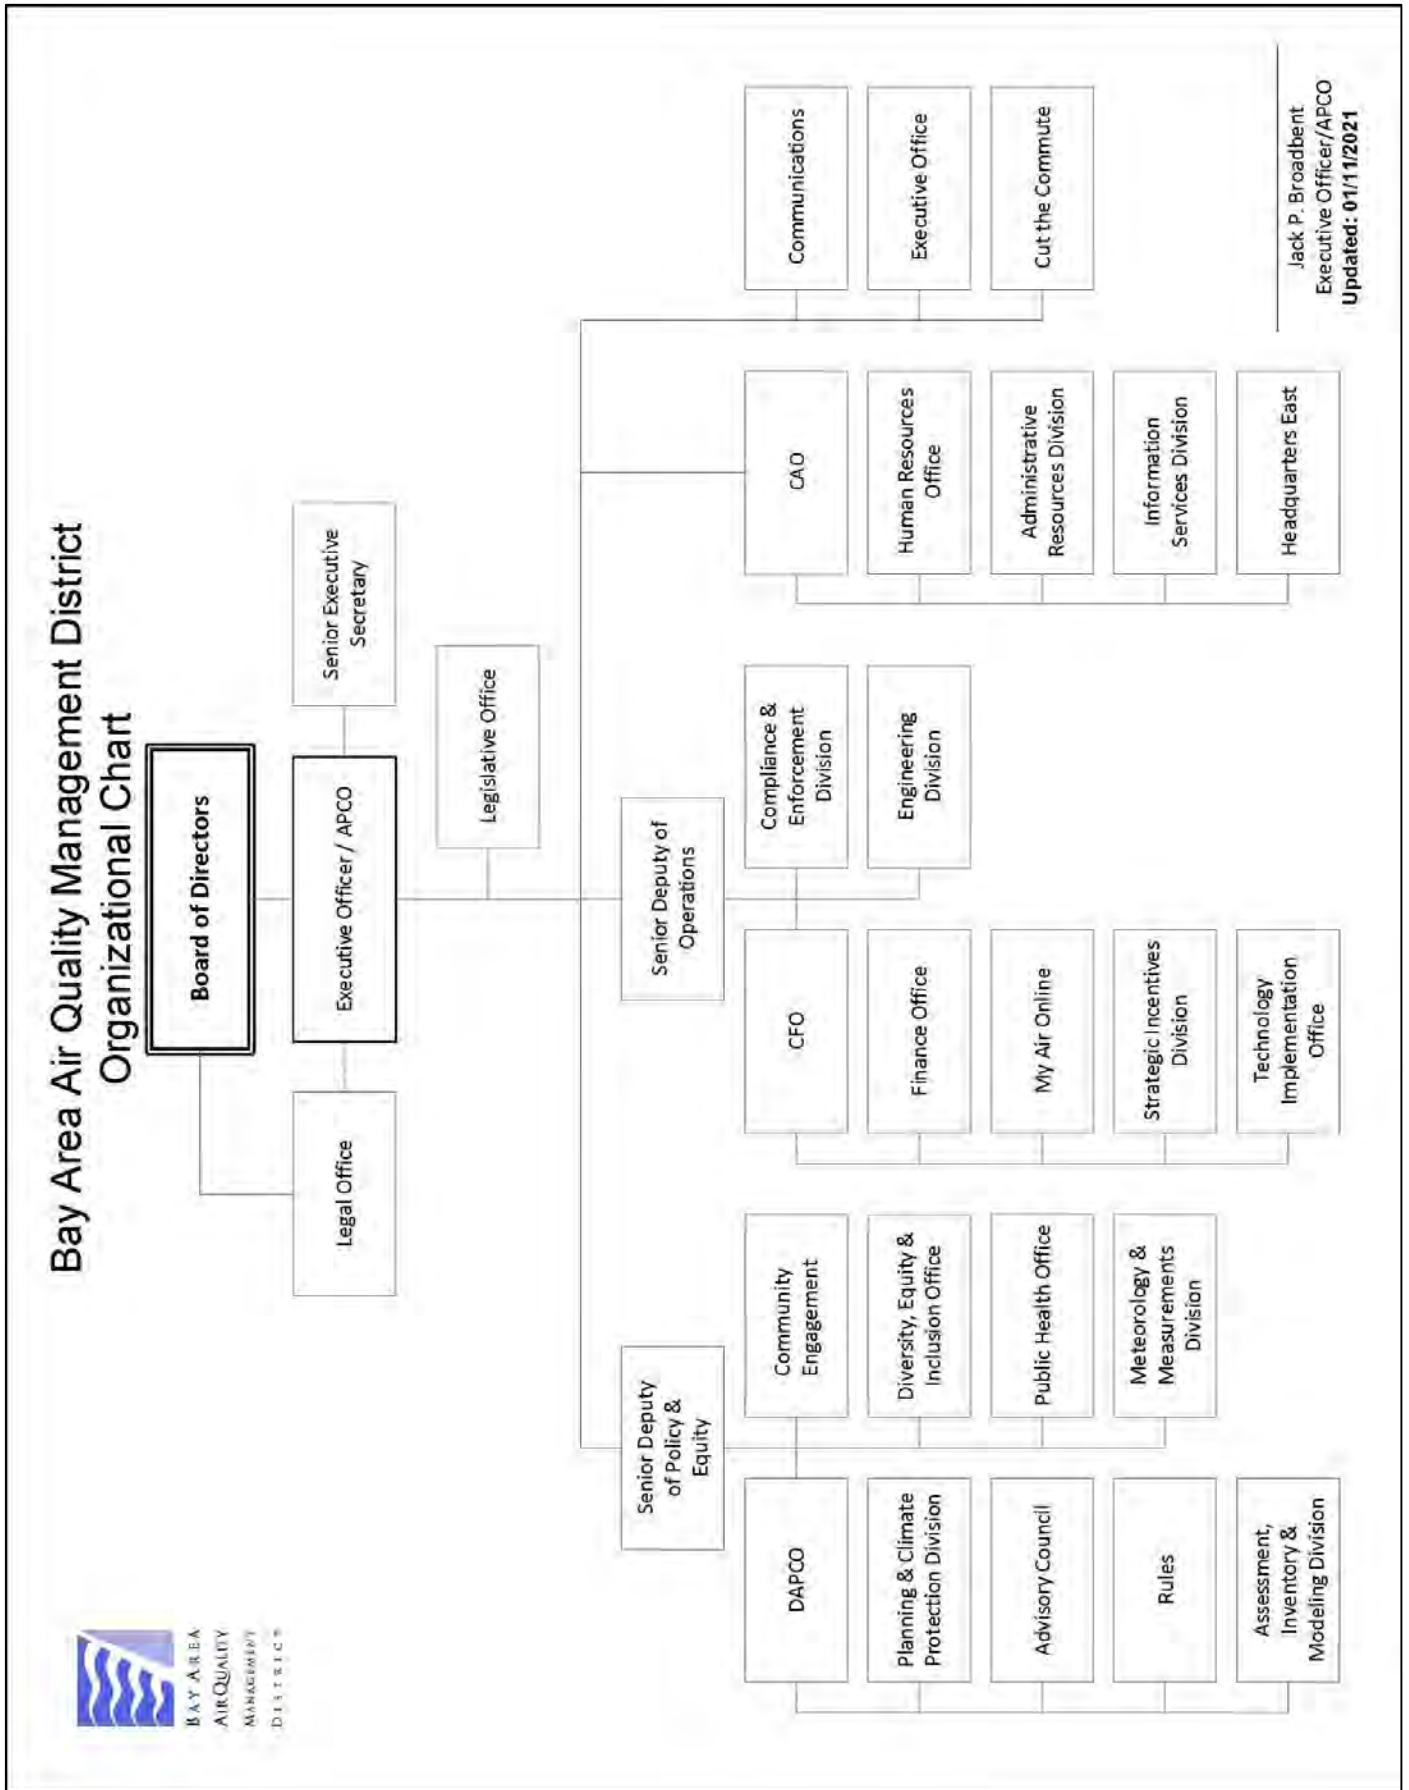 BAY AREA
AIR QUALITY
MANAGEMENT
DISTRICT
Bay Area Air Quality Management District
Organizational Chart
Board of Directors
Legal Office
Executive Officer / APCO
Senior Executive
Secretary
Legislative Office
Senior Deputy
of Policy &
Equity
Senior Deputy of
Operations
DAPCO
Planning & Climate
Protection Division
Advisory Council
Rules
Assessment,
Inventory &
Modeling Division
Community
Engagement
Diversity, Equity &
Inclusion Office
Public Health Office
Meteorology &
Measurements
Division
CFO
Finance Office
My Air Online
Strategic Incentives
Division
Technology
Implementation
Office
Compliance &
Enforcement
Division
Engineering
Division
CAO
Human Resources
Office
Administrative
Resources Division
Information
Services Division
Headquarters East
Communications
Executive Office
Cut the Commute
Jack P. Broadbent
Executive Officer/APCO
Updated: 01/11/2021